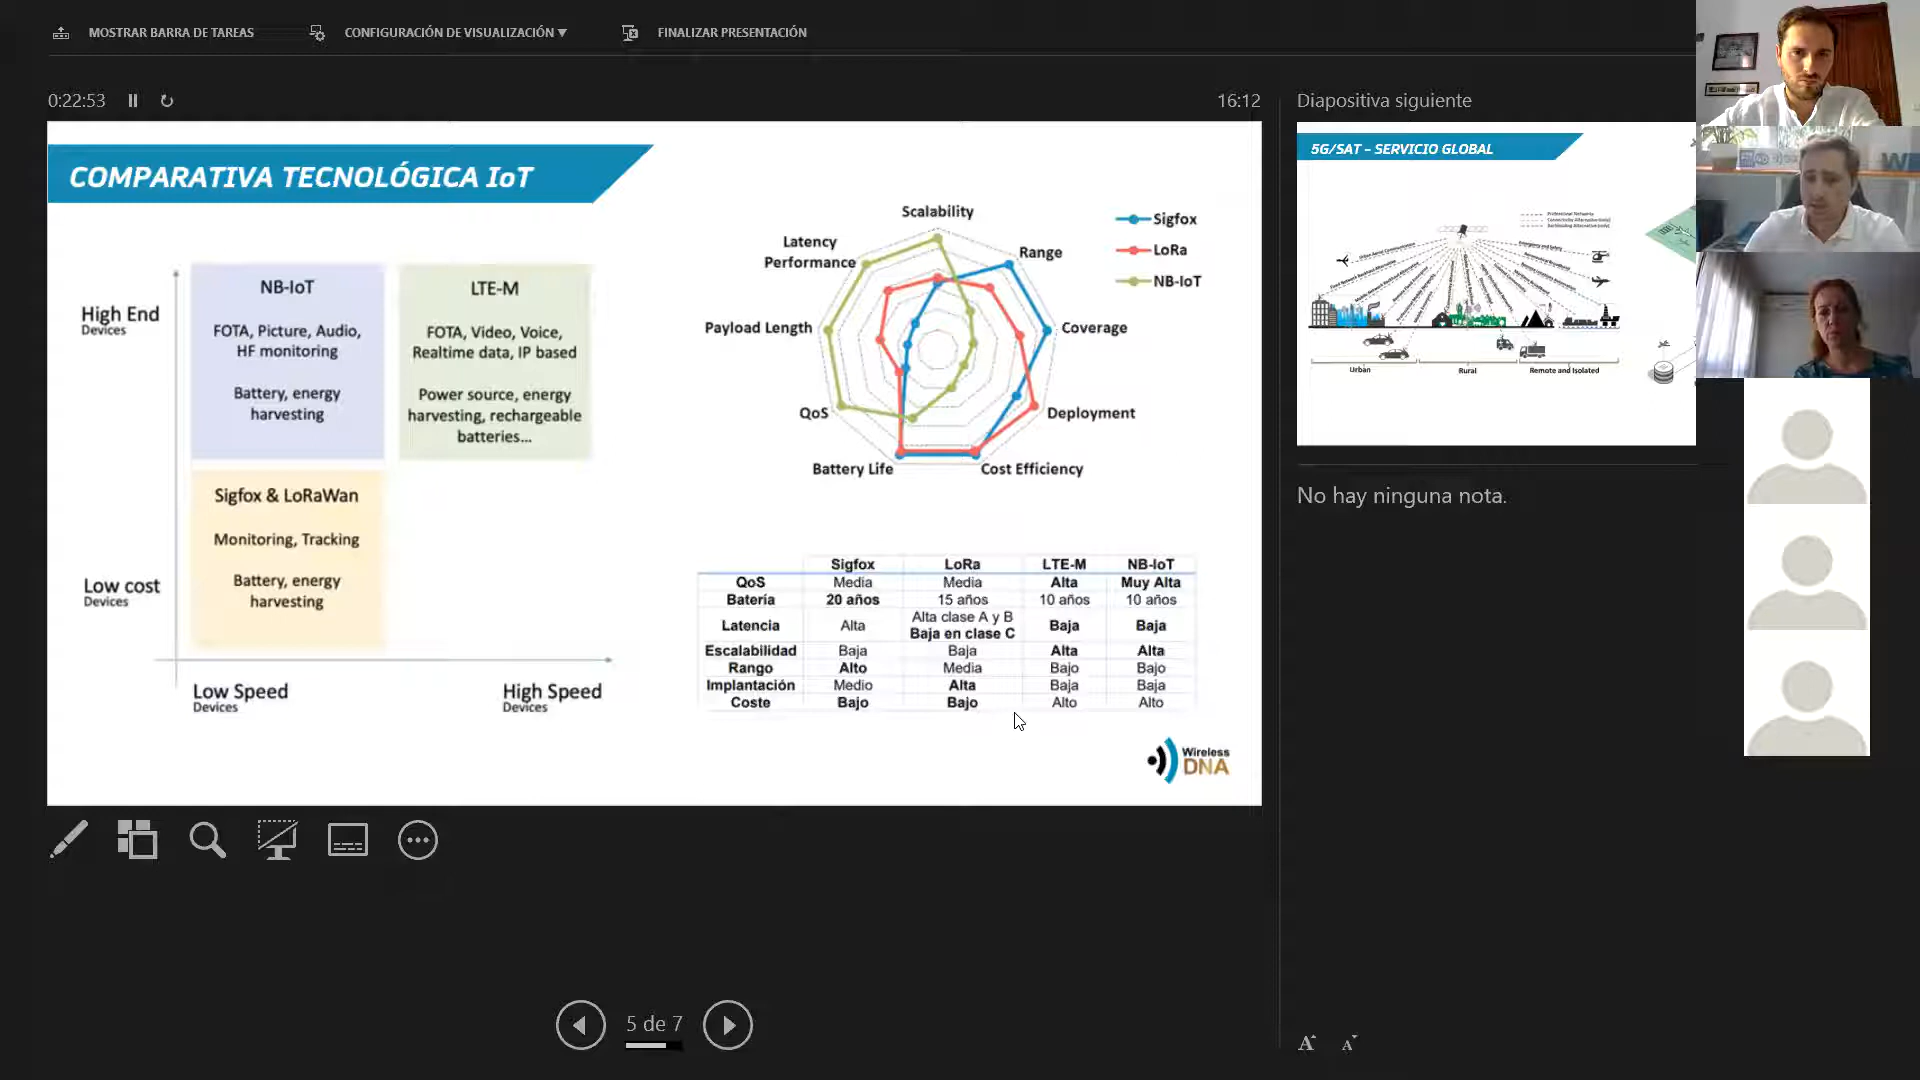 MOSTRAR BARRA DE TAREAS
CONFIGURACIÓN DE VISUALIZACIÓN ▼
FINALIZAR PRESENTACIÓN
0:22:53
16:12
Diapositiva siguiente
COMPARATIVA TECNOLÓGICA IoT
High End
Devices
Low cost
Devices
NB-IoT
FOTA, Picture, Audio,
HF monitoring
Battery, energy
harvesting
LTE-M
FOTA, Video, Voice,
Realtime data, IP based
Power source, energy
harvesting, rechargeable
batteries...
Sigfox & LoRaWan
Monitoring, Tracking
Battery, energy
harvesting
Low Speed
Devices
High Speed
Devices
Scalability
Range
Coverage
Deployment
Cost Efficiency
Battery Life
QoS
Payload Length
Latency
Performance
Sigfox
LoRa
NB-IoT
Sigfox LoRa LTE-M NB-IoT
QoS Media Media Alta Muy Alta
Batería 20 años 15 años 10 años 10 años
Latencia Alta Alta clase A y B Baja en clase C Baja Baja
Escalabilidad Baja Baja Alta Alta
Rango Alto Media Bajo Bajo
Implantación Medio Alta Baja Baja
Coste Bajo Bajo Alto Alto
Wireless
DNA
5G/SAT – SERVICIO GLOBAL
Urban
Rural
Remote and Isolated
No hay ninguna nota.
5 de 7
A A